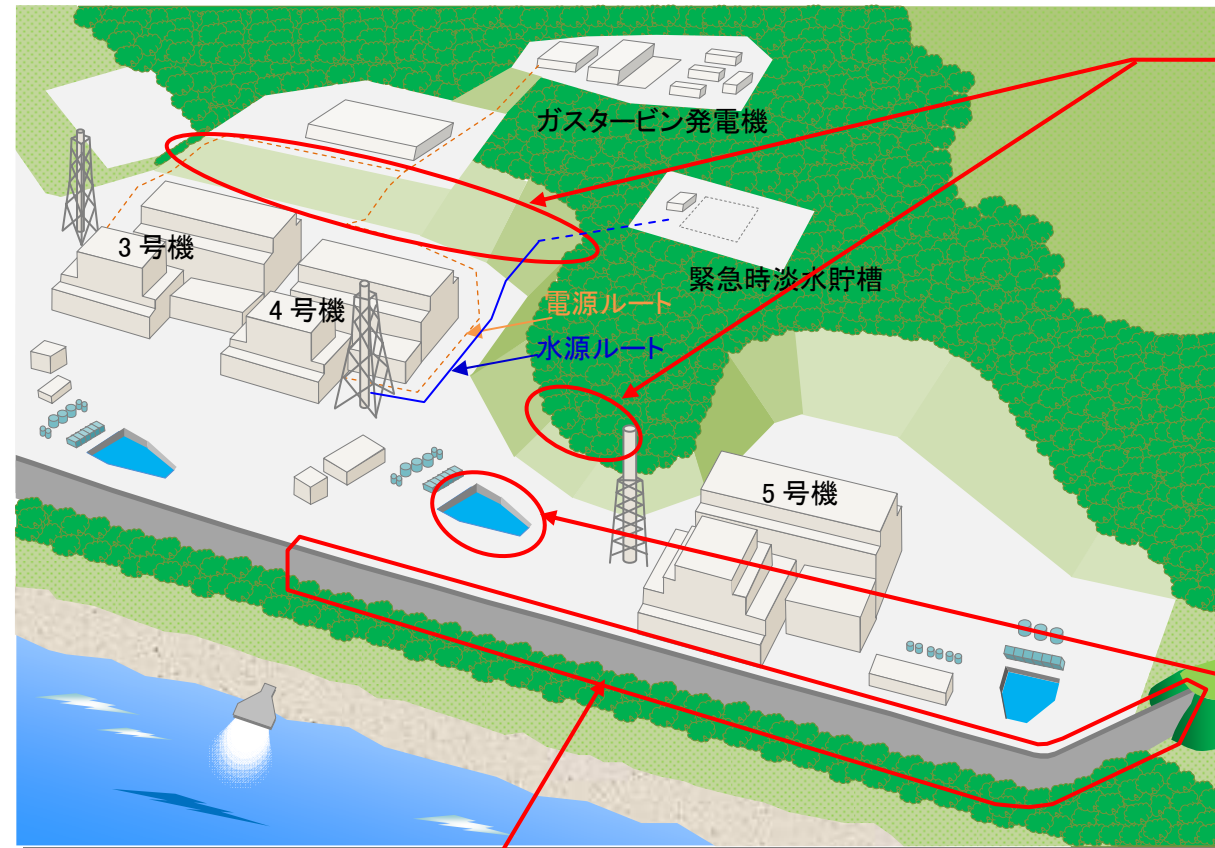 ガスタービン発電機
3 号機
緊急時淡水貯槽
4 号機
電源ルート
水源ルート
5 号機